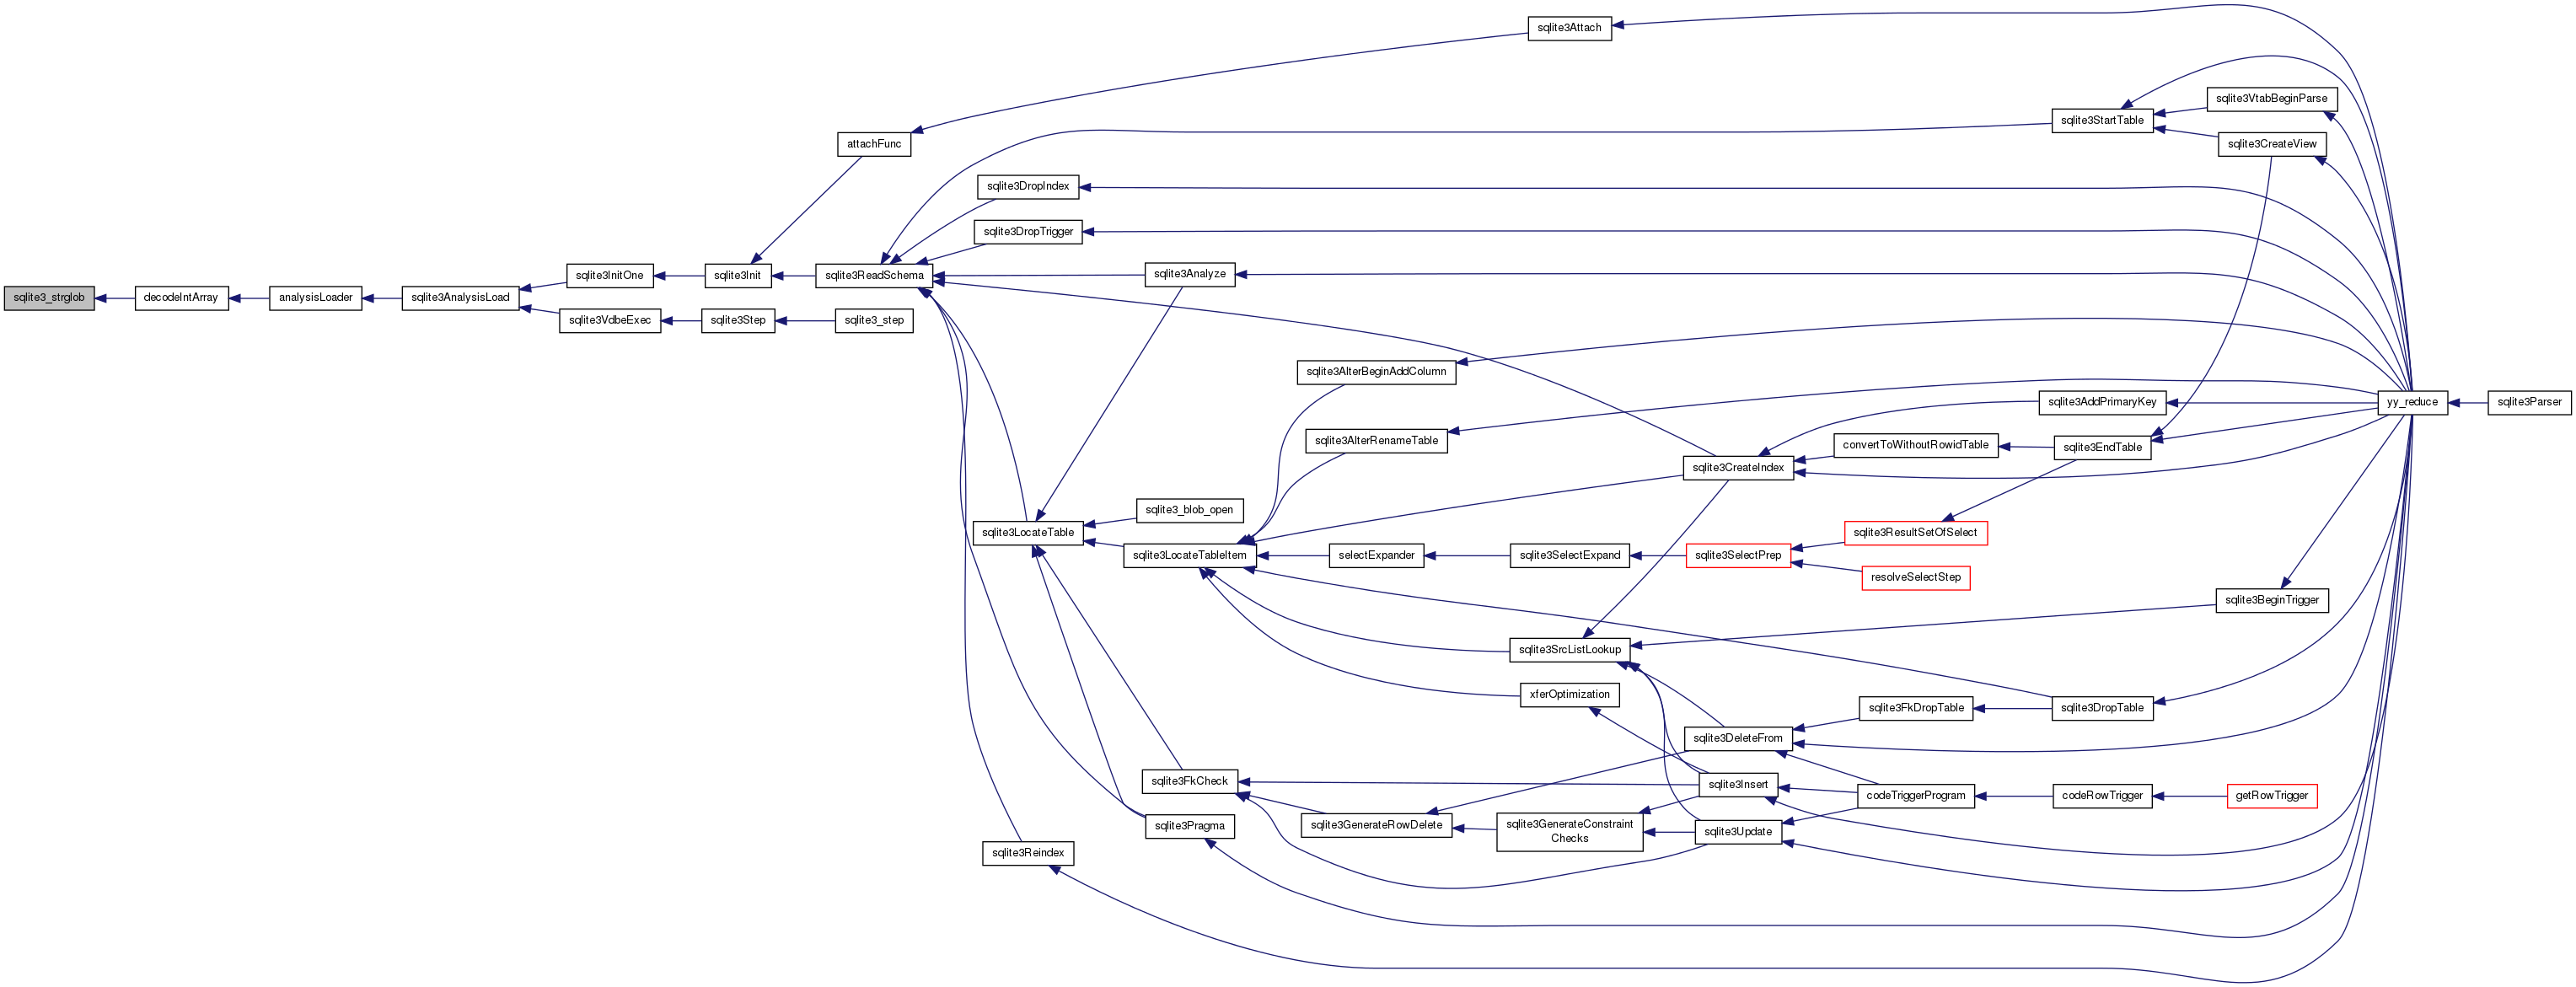 sqlite3_strglob
decodeIntArray
analysisLoader
sqlite3AnalysisLoad
sqlite3InitOne
sqlite3VdbeExec
sqlite3Init
sqlite3Step
attachFunc
sqlite3ReadSchema
sqlite3_step
sqlite3DropIndex
sqlite3DropTrigger
sqlite3LocateTable
sqlite3Reindex
sqlite3Analyze
sqlite3_blob_open
sqlite3LocateTableItem
sqlite3FkCheck
sqlite3Pragma
sqlite3AlterBeginAddColumn
sqlite3AlterRenameTable
selectExpander
sqlite3GenerateRowDelete
sqlite3Attach
sqlite3SelectExpand
sqlite3SrcListLookup
xferOptimization
sqlite3GenerateConstraint
Checks
sqlite3CreateIndex
sqlite3SelectPrep
sqlite3DeleteFrom
sqlite3Insert
sqlite3Update
convertToWithoutRowidTable
sqlite3ResultSetOfSelect
resolveSelectStep
sqlite3FkDropTable
codeTriggerProgram
sqlite3StartTable
sqlite3AddPrimaryKey
sqlite3EndTable
sqlite3DropTable
codeRowTrigger
sqlite3VtabBeginParse
sqlite3CreateView
sqlite3BeginTrigger
getRowTrigger
yy_reduce
sqlite3Parser